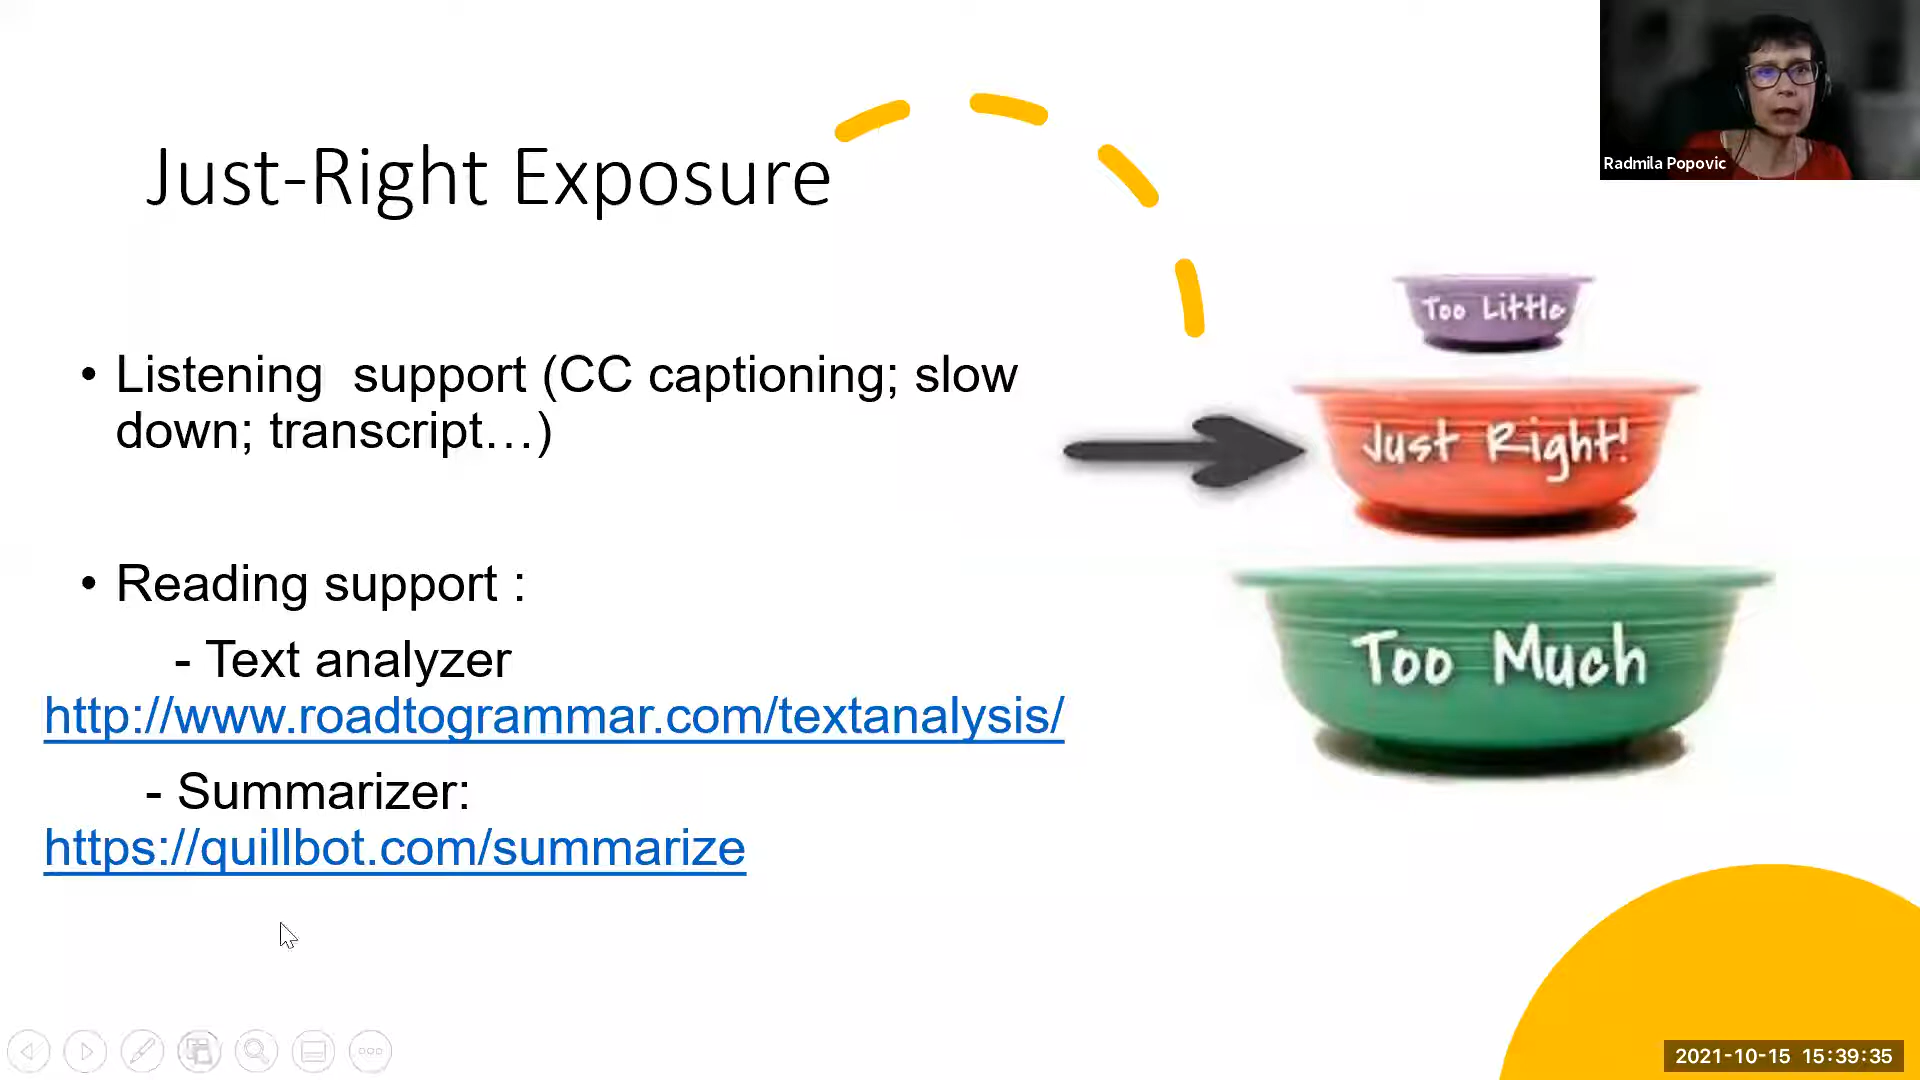 Just-Right Exposure
Radmila Popovic
• Listening  support (CC captioning; slow
down; transcript…)
• Reading support :
- Text analyzer
http://www.roadtogrammar.com/textanalysis/
- Summarizer:
https://quillbot.com/summarize
Too Little
Just Right!
Too Much
2021-10-15 15:39:35